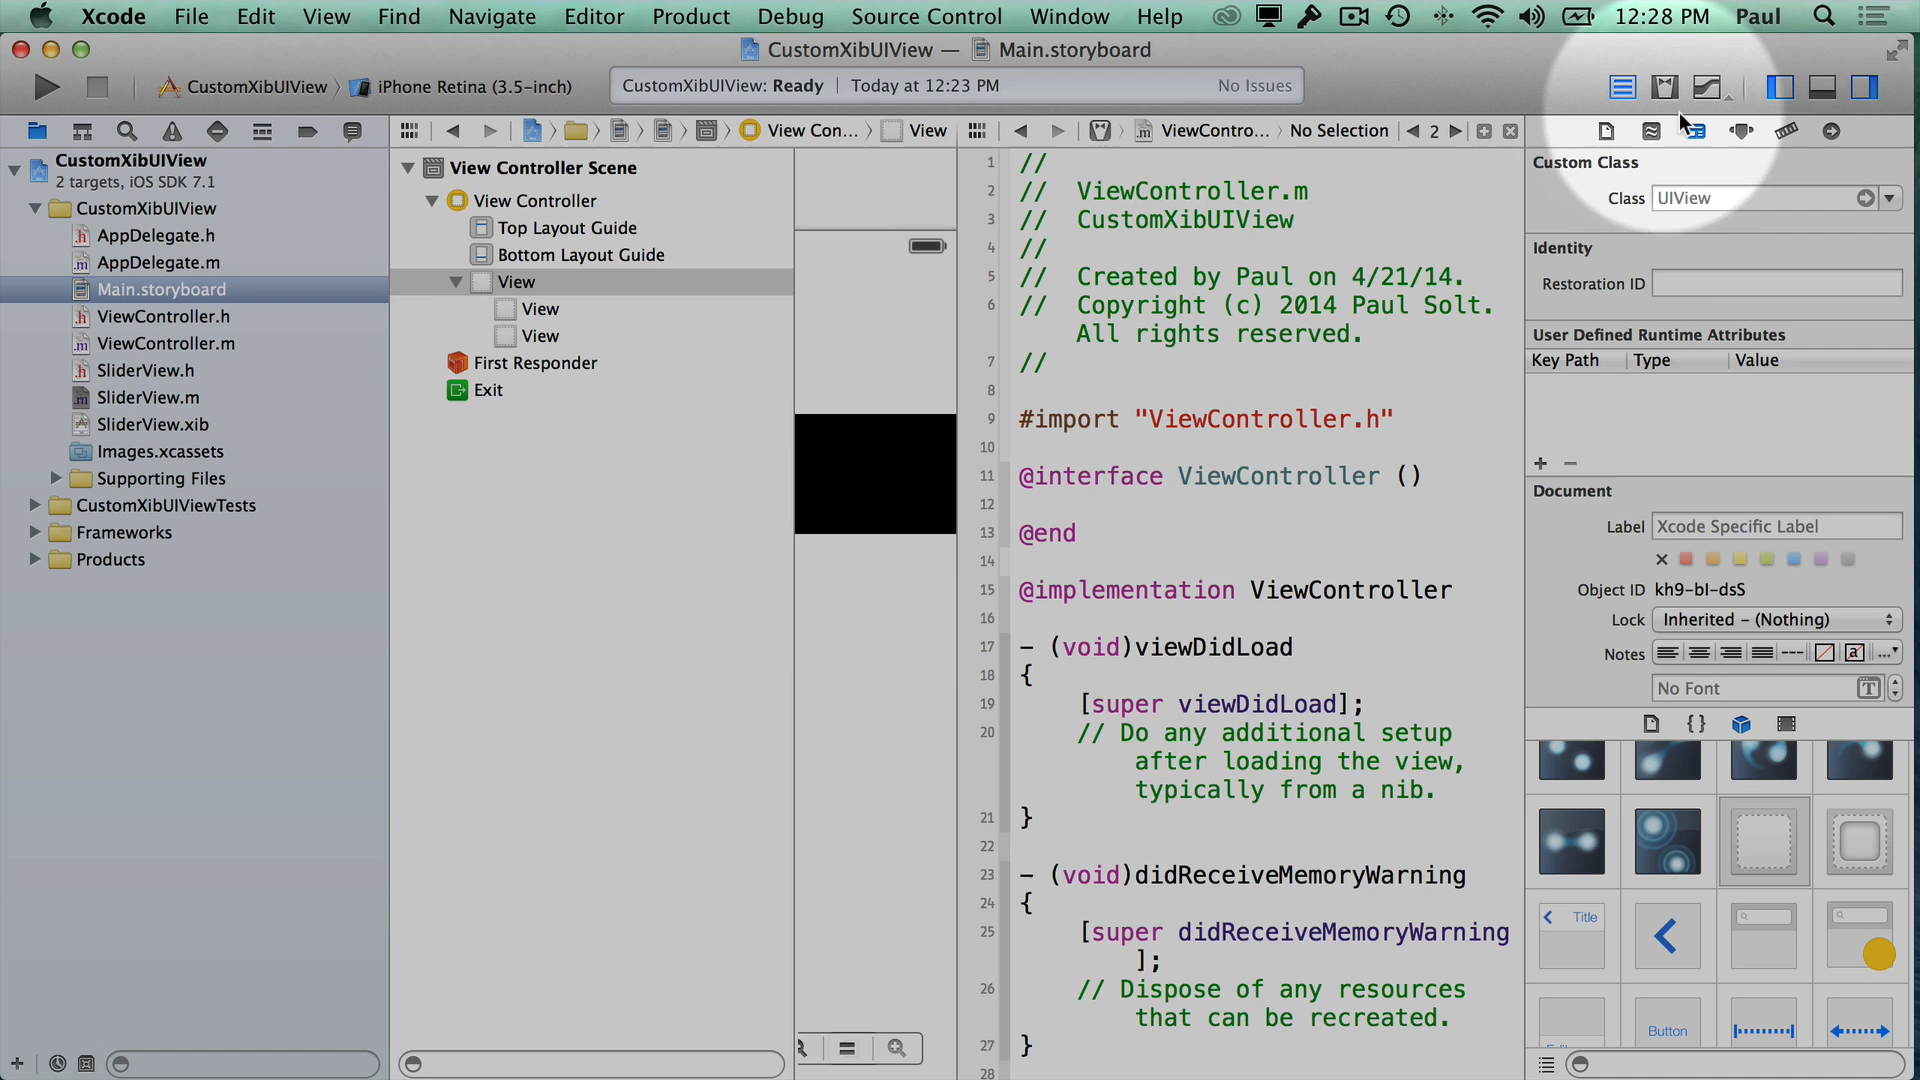 Xcode File Edit View Find Navigate Editor Product Debug Source Control Window Help 12:28 PM Paul
CustomXibUIView — Main.storyboard
CustomXibUIView iPhone Retina (3.5-inch)
CustomXibUIView: Ready | Today at 12:23 PM No Issues
View Con... View
ViewContro... No Selection 2
CustomXibUIView
2 targets, iOS SDK 7.1
CustomXibUIView
AppDelegate.h
AppDelegate.m
Main.storyboard
ViewController.h
ViewController.m
SliderView.h
SliderView.m
SliderView.xib
Images.xcassets
Supporting Files
CustomXibUIViewTests
Frameworks
Products
View Controller Scene
View Controller
Top Layout Guide
Bottom Layout Guide
View
View
View
First Responder
Exit
1 //
2 // ViewController.m
3 // CustomXibUIView
4 //
5 // Created by Paul on 4/21/14.
6 // Copyright (c) 2014 Paul Solt.
All rights reserved.
7 //
8
9 #import "ViewController.h"
10
11 @interface ViewController ()
12
13 @end
14
15 @implementation ViewController
16
17 - (void)viewDidLoad
18 {
19 [super viewDidLoad];
20 // Do any additional setup
after loading the view,
typically from a nib.
21 }
22
23 - (void)didReceiveMemoryWarning
24 {
25 [super didReceiveMemoryWarning
];
26 // Dispose of any resources
that can be recreated.
27 }
28
Custom Class
Class UIView
Identity
Restoration ID
User Defined Runtime Attributes
Key Path Type Value
Document
Label Xcode Specific Label
Object ID kh9-bI-dsS
Lock Inherited - (Nothing)
Notes
No Font
Title
Button